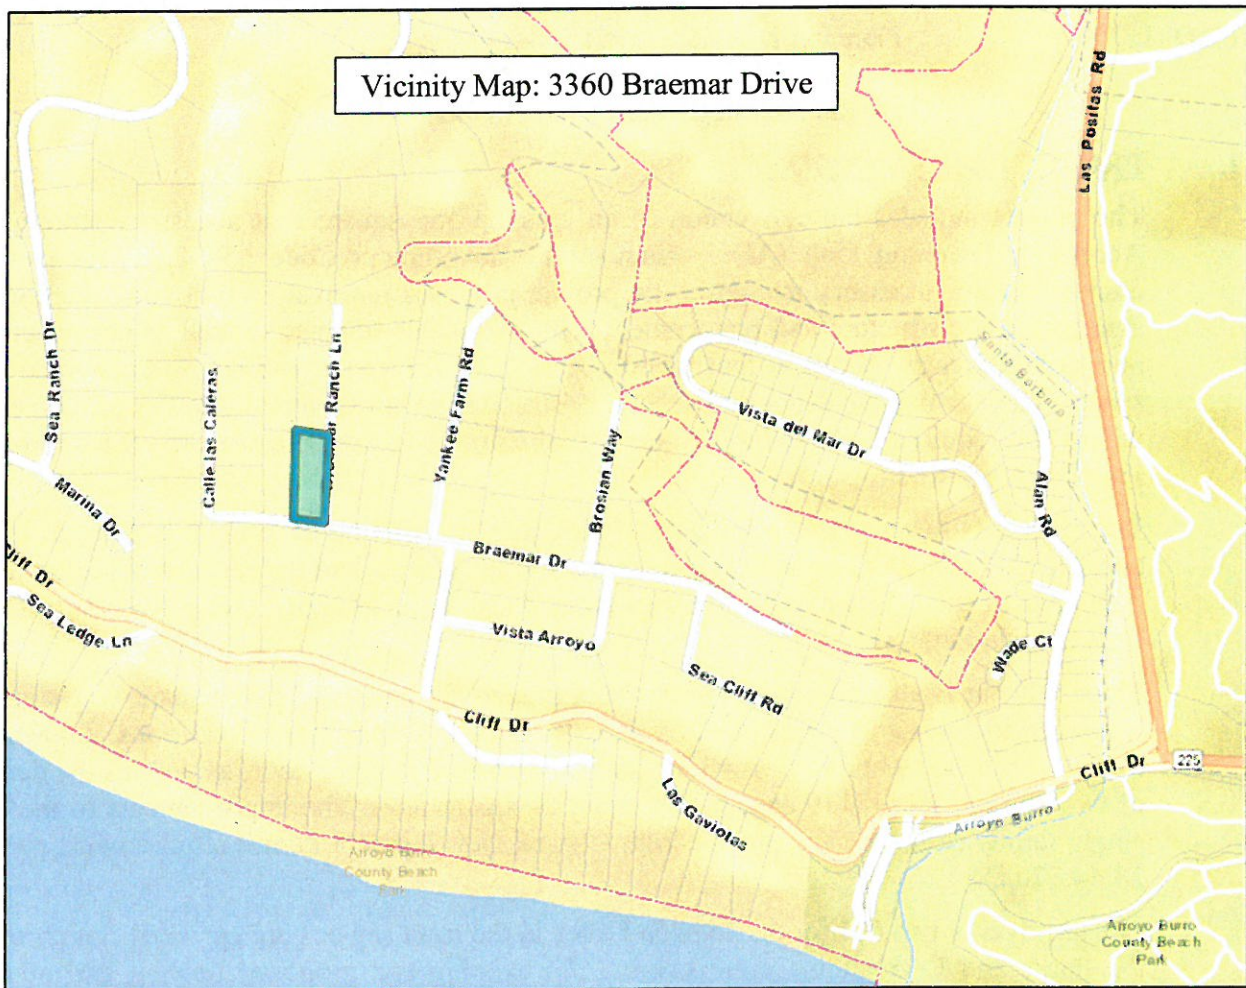 Vicinity Map: 3360 Braemar Drive
Las Positas Rd
Sea Ranch Dr
Calle las Caleras
Ranch Ln
Yankee Farm Rd
Brosian Way
Vista del Mar Dr
Santa Barbara
Alan Rd
Marina Dr
Cliff Dr
Sea Ledge Ln
Braemar Dr
Vista Arroyo
Sea Cliff Rd
Wade Ct
Cliff Dr
Las Gaviotas
Cliff Dr
225
Arroyo Burro
Arroyo Burro
County Beach
Park
Arroyo Burro
County Beach
Park